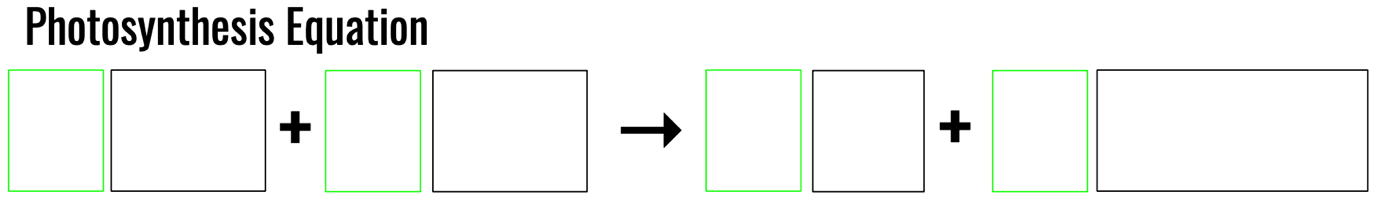 Photosynthesis Equation
+ → +